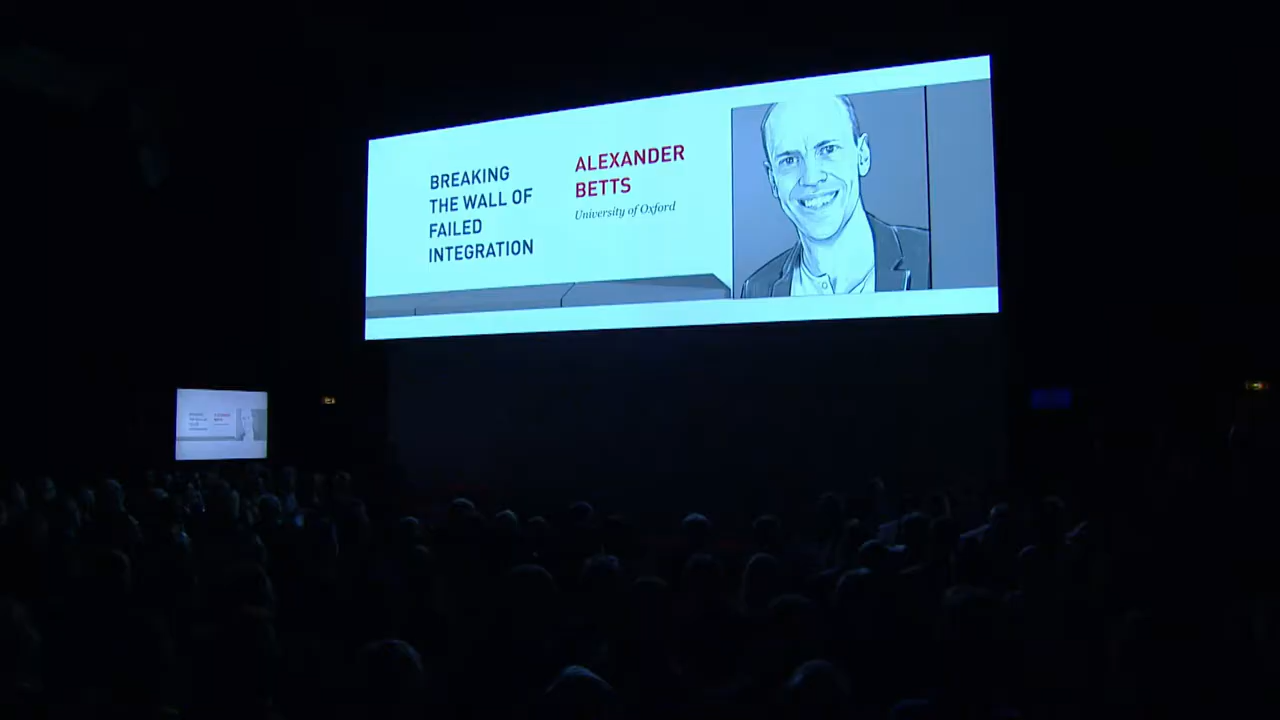 BREAKING
THE WALL OF
FAILED
INTEGRATION
ALEXANDER
BETTS
University of Oxford